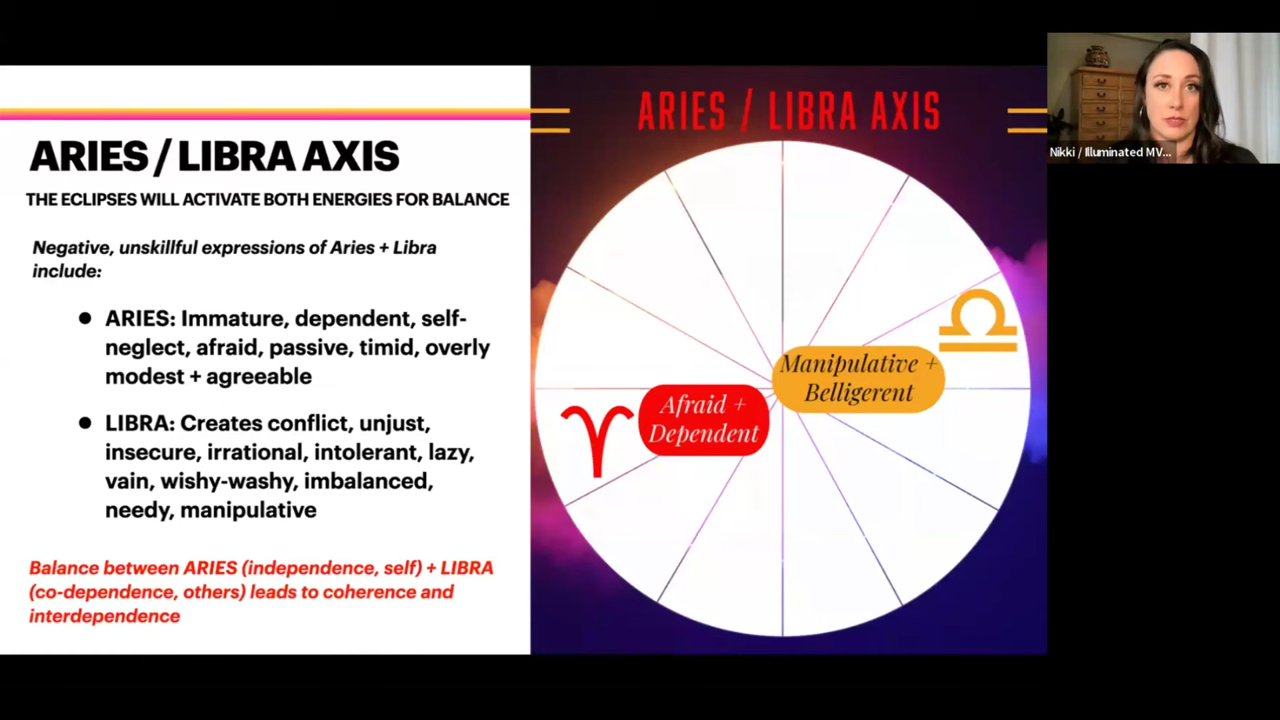 ARIES / LIBRA AXIS
THE ECLIPSES WILL ACTIVATE BOTH ENERGIES FOR BALANCE
Negative, unskillful expressions of Aries + Libra
include:
● ARIES: Immature, dependent, self-
neglect, afraid, passive, timid, overly
modest + agreeable
● LIBRA: Creates conflict, unjust,
insecure, irrational, intolerant, lazy,
vain, wishy-washy, imbalanced,
needy, manipulative
Balance between ARIES (independence, self) + LIBRA
(co-dependence, others) leads to coherence and
interdependence
ARIES / LIBRA AXIS
Manipulative +
Belligerent
Afraid +
Dependent
Nikki / Illuminated MV...